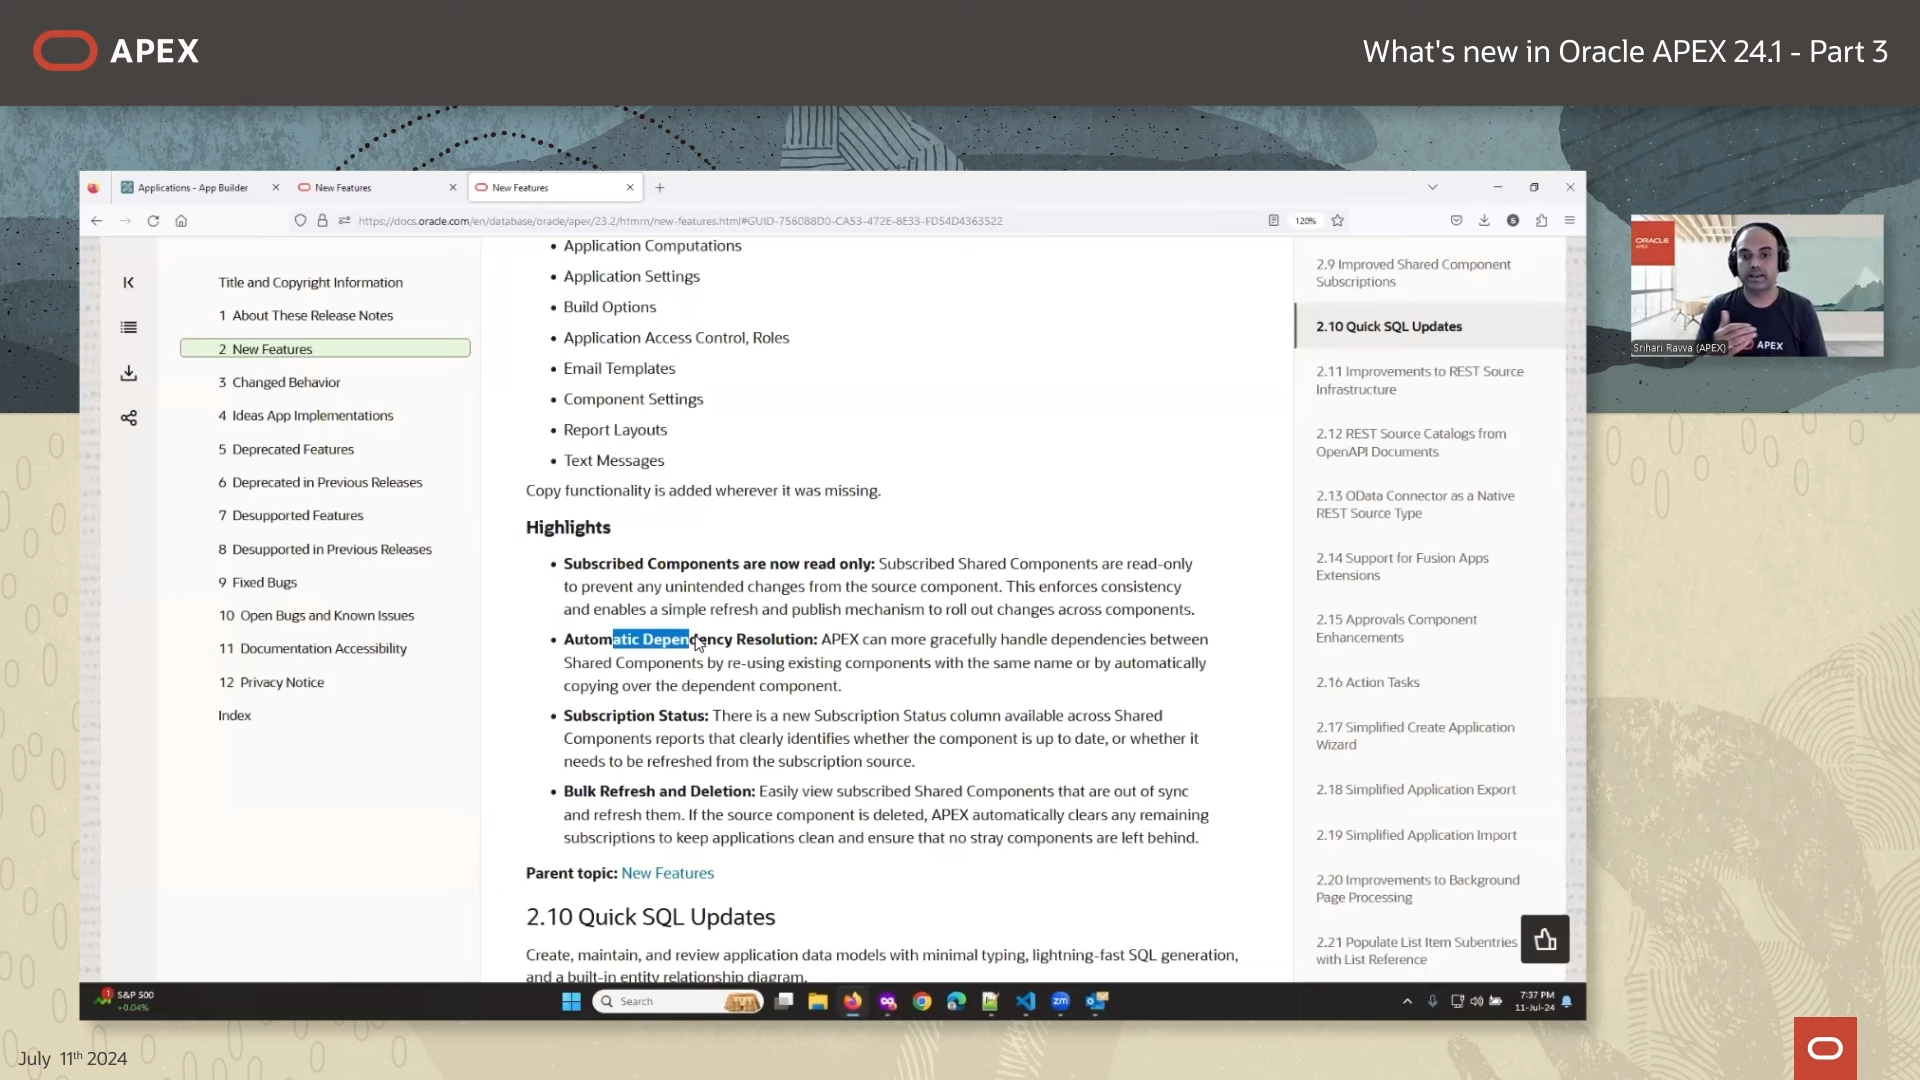 APEX
What's new in Oracle APEX 24.1 - Part 3
Applications - App Builder
New Features
New Features
https://docs.oracle.com/en/database/oracle/apex/23.2/htmrn/new-features.html#GUID-756088D0-CA53-472E-8E33-FD54D4363522
120%
Title and Copyright Information
1 About These Release Notes
2 New Features
3 Changed Behavior
4 Ideas App Implementations
5 Deprecated Features
6 Deprecated in Previous Releases
7 Desupported Features
8 Desupported in Previous Releases
9 Fixed Bugs
10 Open Bugs and Known Issues
11 Documentation Accessibility
12 Privacy Notice
Index
• Application Computations
• Application Settings
• Build Options
• Application Access Control, Roles
• Email Templates
• Component Settings
• Report Layouts
• Text Messages
Copy functionality is added wherever it was missing.
Highlights
• Subscribed Components are now read only: Subscribed Shared Components are read-only
to prevent any unintended changes from the source component. This enforces consistency
and enables a simple refresh and publish mechanism to roll out changes across components.
• Automatic Dependency Resolution: APEX can more gracefully handle dependencies between
Shared Components by re-using existing components with the same name or by automatically
copying over the dependent component.
• Subscription Status: There is a new Subscription Status column available across Shared
Components reports that clearly identifies whether the component is up to date, or whether it
needs to be refreshed from the subscription source.
• Bulk Refresh and Deletion: Easily view subscribed Shared Components that are out of sync
and refresh them. If the source component is deleted, APEX automatically clears any remaining
subscriptions to keep applications clean and ensure that no stray components are left behind.
Parent topic: New Features
2.10 Quick SQL Updates
Create, maintain, and review application data models with minimal typing, lightning-fast SQL generation,
and a built-in entity relationship diagram.
2.9 Improved Shared Component
Subscriptions
2.10 Quick SQL Updates
2.11 Improvements to REST Source
Infrastructure
2.12 REST Source Catalogs from
OpenAPI Documents
2.13 OData Connector as a Native
REST Source Type
2.14 Support for Fusion Apps
Extensions
2.15 Approvals Component
Enhancements
2.16 Action Tasks
2.17 Simplified Create Application
Wizard
2.18 Simplified Application Export
2.19 Simplified Application Import
2.20 Improvements to Background
Page Processing
2.21 Populate List Item Subentries
with List Reference
ORACLE
APEX
APEX
Srihari Ravva (APEX)
1
S&P 500
+0.04%
Search
zm
7:37 PM
11-Jul-24
July 11th 2024